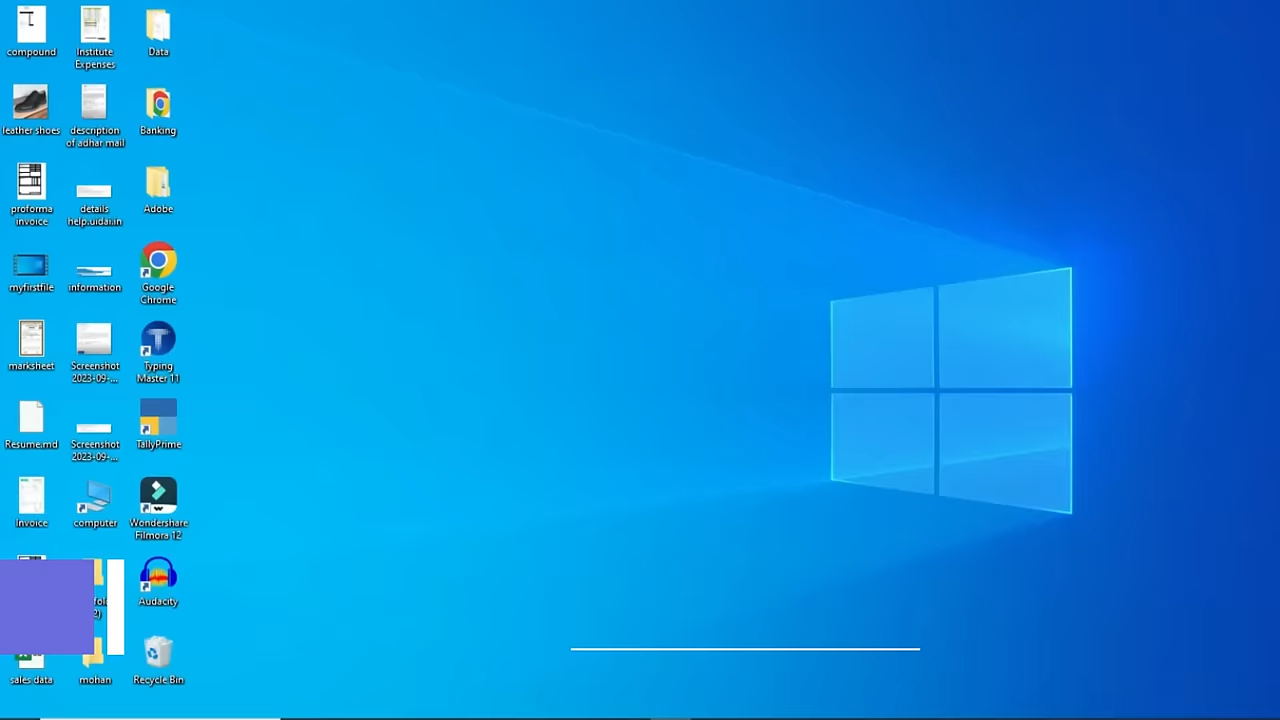 compound
Institute
Expenses
Data
leather shoes
description
of adhar mail
Banking
proforma
invoice
details
help.uidai.in
Adobe
myfirstfile
information
Google
Chrome
marksheet
Screenshot
2023-09-...
Typing
Master 11
Resume.md
Screenshot
2023-09-...
TallyPrime
Invoice
computer
Wondershare
Filmora 12
2)
Audacity
sales data
mohan
Recycle Bin